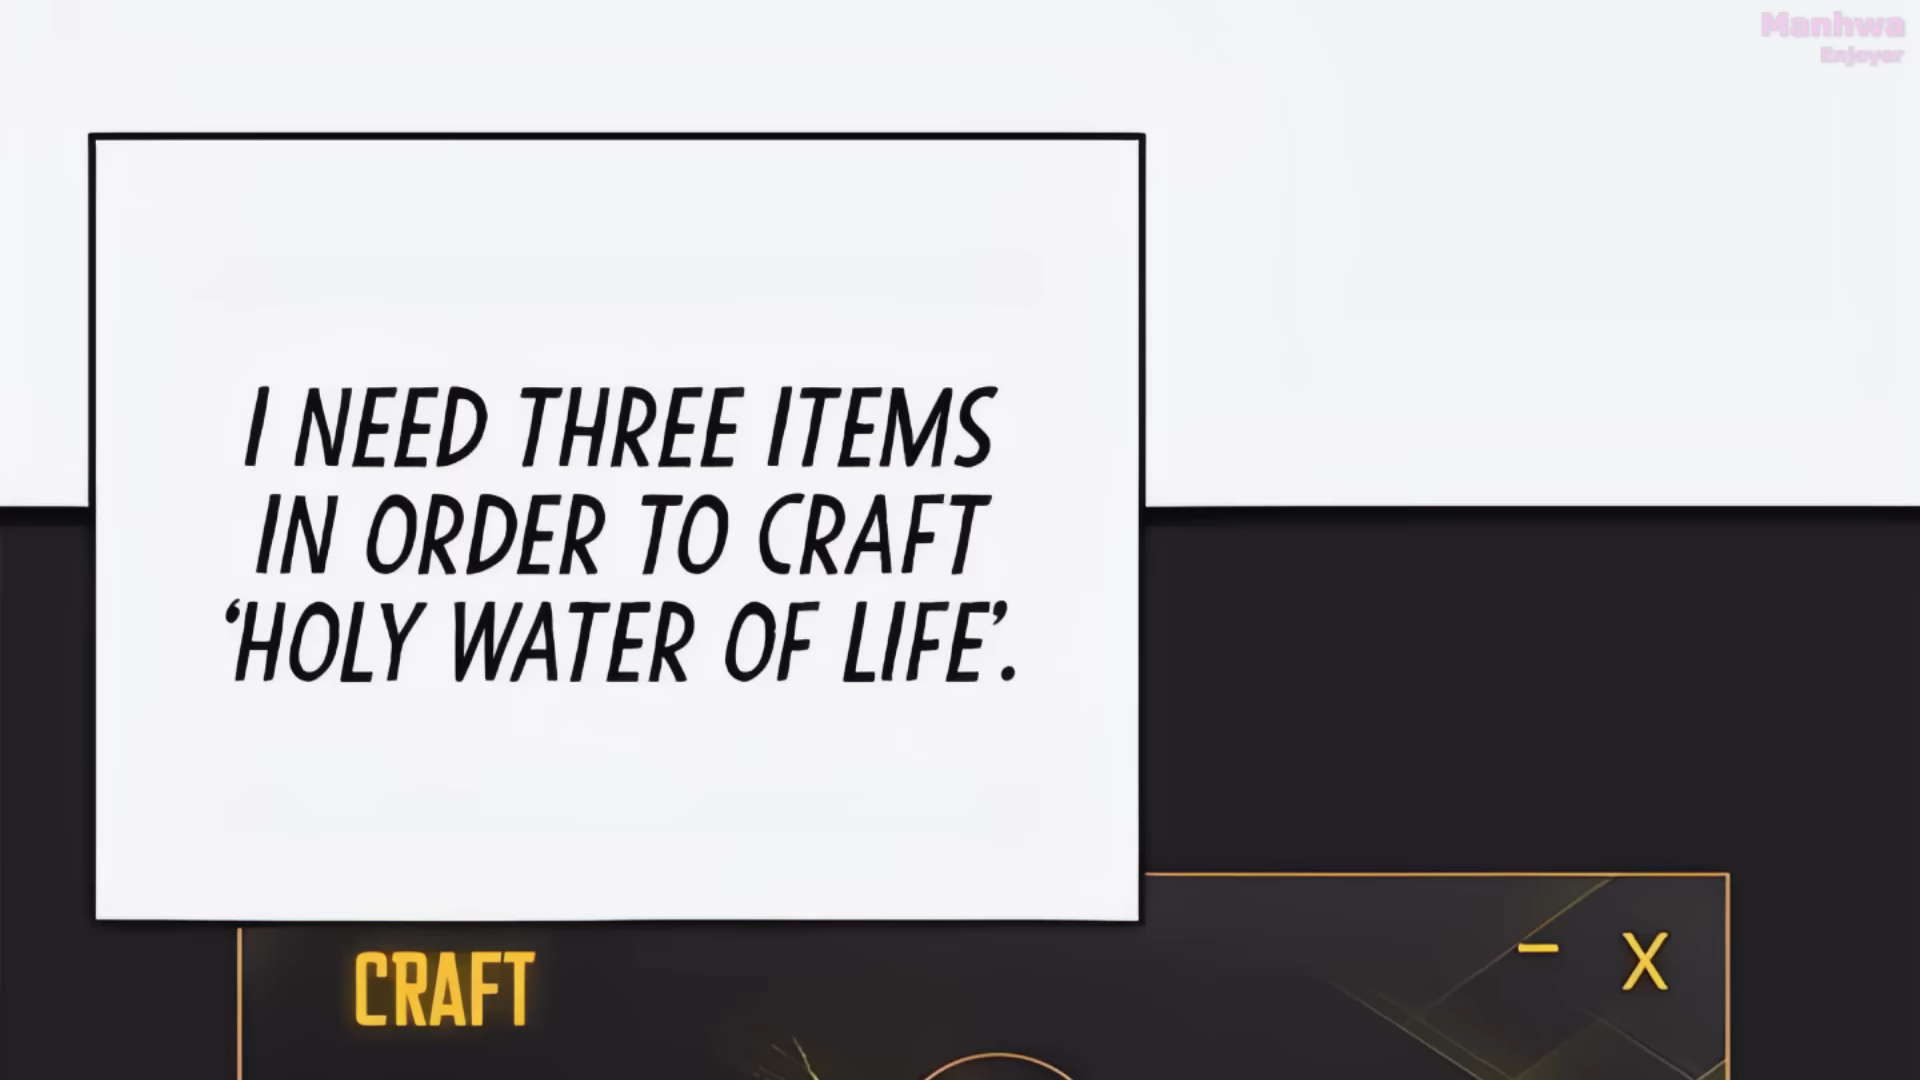 Manhwa
Enjoyer
I NEED THREE ITEMS
IN ORDER TO CRAFT
‘HOLY WATER OF LIFE’.
CRAFT
– X